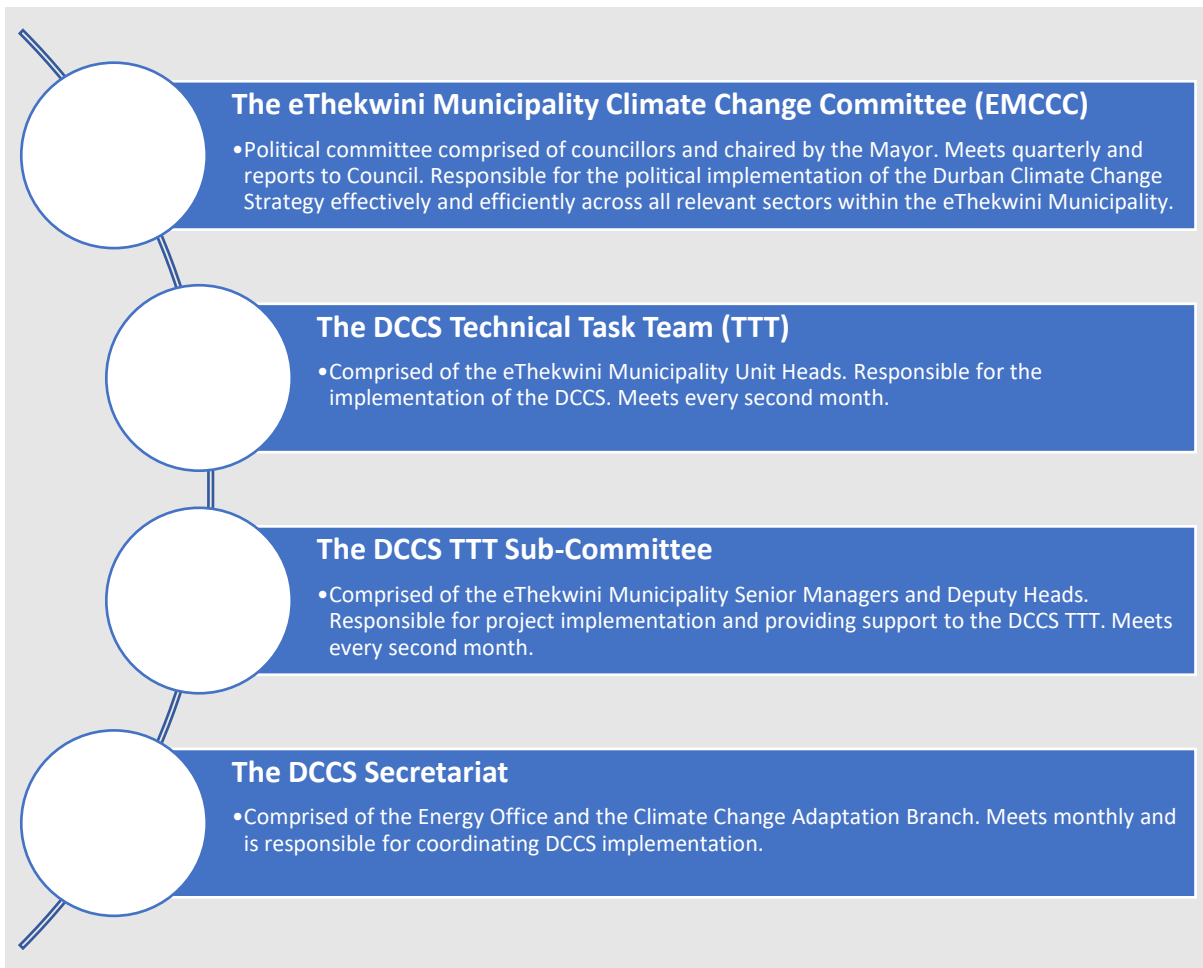 The eThekwini Municipality Climate Change Committee (EMCCC)
•Political committee comprised of councillors and chaired by the Mayor. Meets quarterly and
reports to Council. Responsible for the political implementation of the Durban Climate Change
Strategy effectively and efficiently across all relevant sectors within the eThekwini Municipality.
The DCCS Technical Task Team (TTT)
•Comprised of the eThekwini Municipality Unit Heads. Responsible for the
implementation of the DCCS. Meets every second month.
The DCCS TTT Sub-Committee
•Comprised of the eThekwini Municipality Senior Managers and Deputy Heads.
Responsible for project implementation and providing support to the DCCS TTT. Meets
every second month.
The DCCS Secretariat
•Comprised of the Energy Office and the Climate Change Adaptation Branch. Meets monthly and
is responsible for coordinating DCCS implementation.